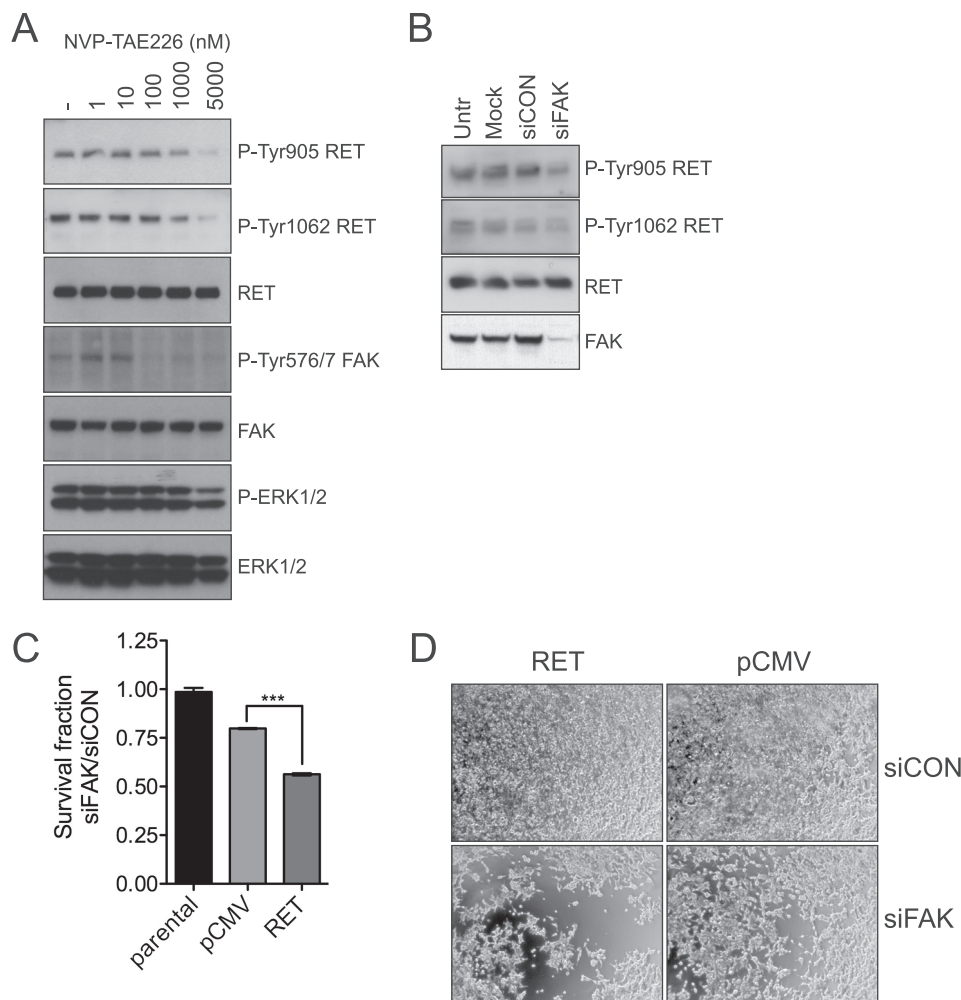 A
NVP-TAE226 (nM)
- 1 10 100 1000 5000
P-Tyr905 RET
P-Tyr1062 RET
RET
P-Tyr576/7 FAK
FAK
P-ERK1/2
ERK1/2
B
Untr Mock siCON siFAK
P-Tyr905 RET
P-Tyr1062 RET
RET
FAK
C
Survival fraction
siFAK/siCON
1.25
1.00
0.75
0.50
0.25
0.00
***
parental pCMV RET
D
RET pCMV
siCON
siFAK